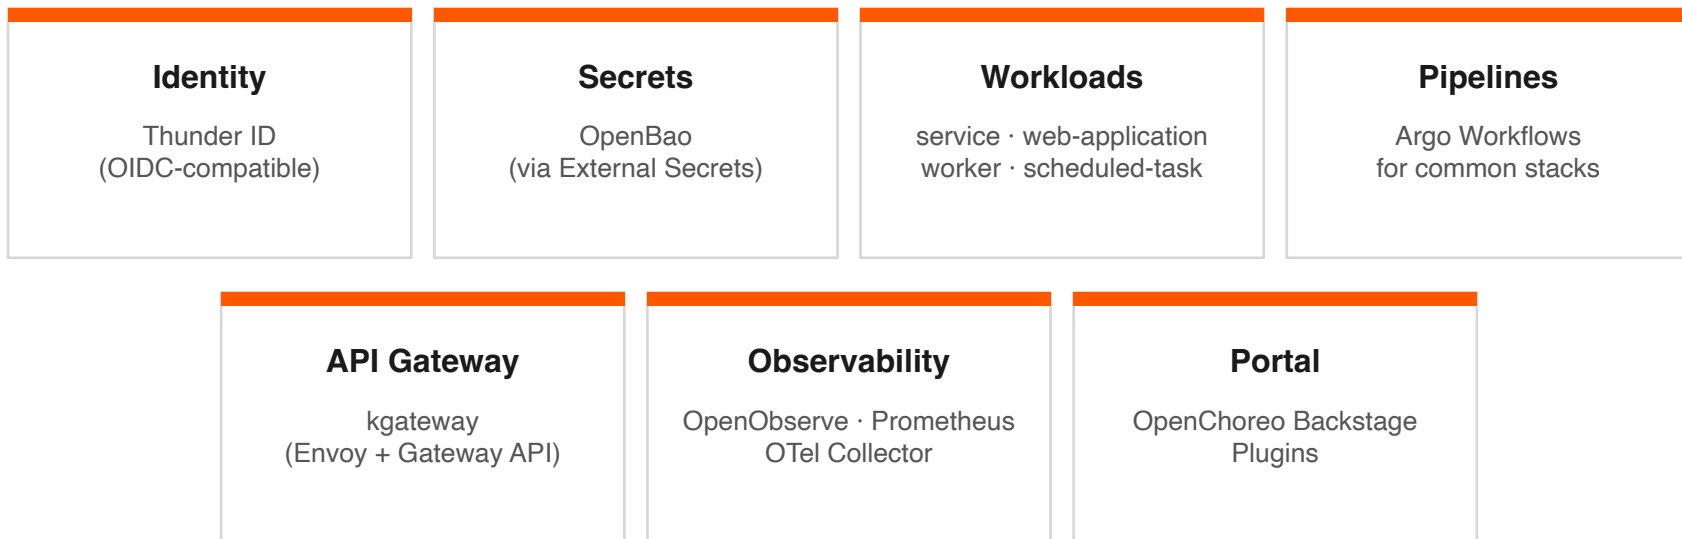 Identity
Thunder ID
(OIDC-compatible)
Secrets
OpenBao
(via External Secrets)
Workloads
service · web-application
worker · scheduled-task
Pipelines
Argo Workflows
for common stacks
API Gateway
kgateway
(Envoy + Gateway API)
Observability
OpenObserve · Prometheus
OTel Collector
Portal
OpenChoreo Backstage
Plugins